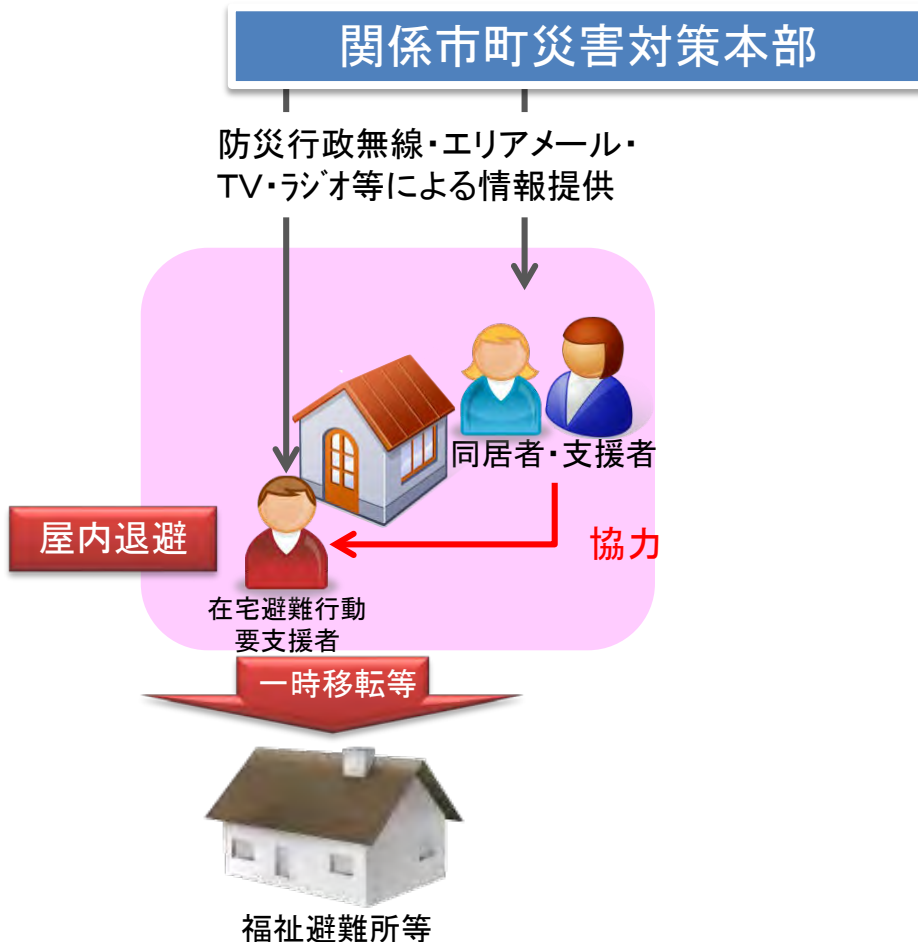 関係市町災害対策本部
防災行政無線・エリアメール・
TV・ラジオ等による情報提供
同居者・支援者
協力
屋内退避
在宅避難行動
要支援者
一時移転等
福祉避難所等